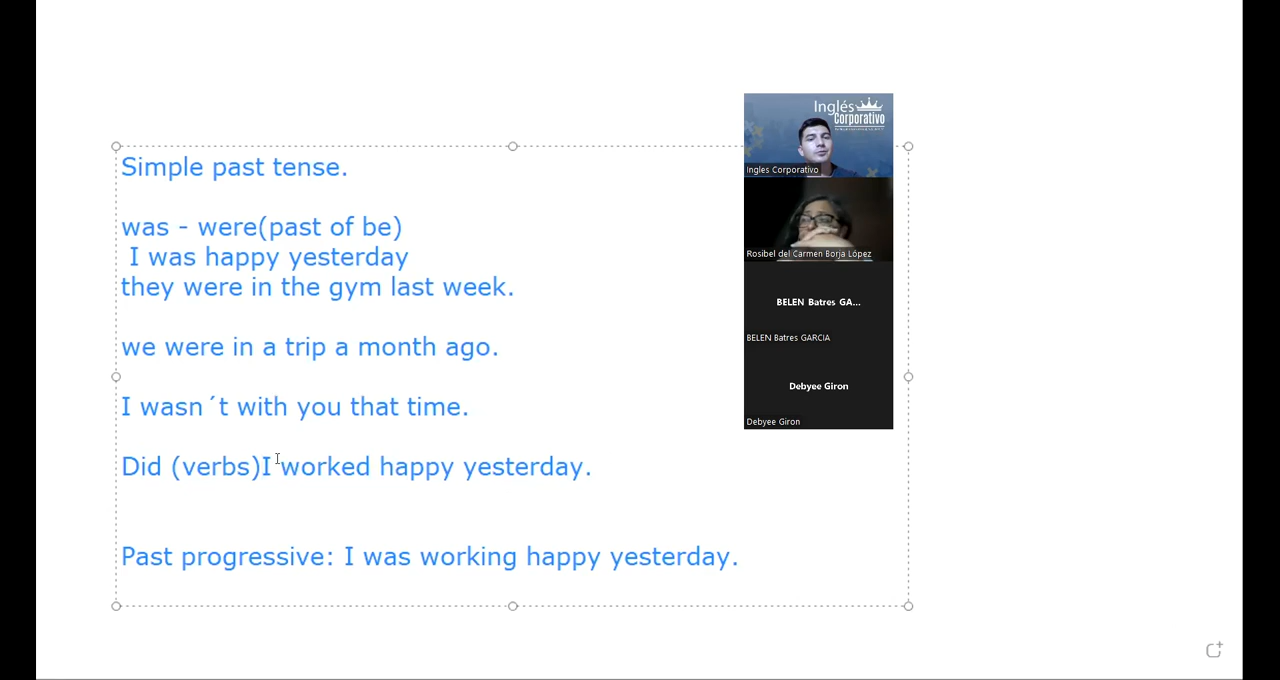 Simple past tense.
was - were(past of be)
I was happy yesterday
they were in the gym last week.
we were in a trip a month ago.
I wasn´t with you that time.
Did (verbs)I worked happy yesterday.
Past progressive: I was working happy yesterday.
Inglés
Corporativo
Ingles Corporativo
Rosibel del Carmen Borja López
BELEN Batres GA...
BELEN Batres GARCIA
Debyee Giron
Debyee Giron